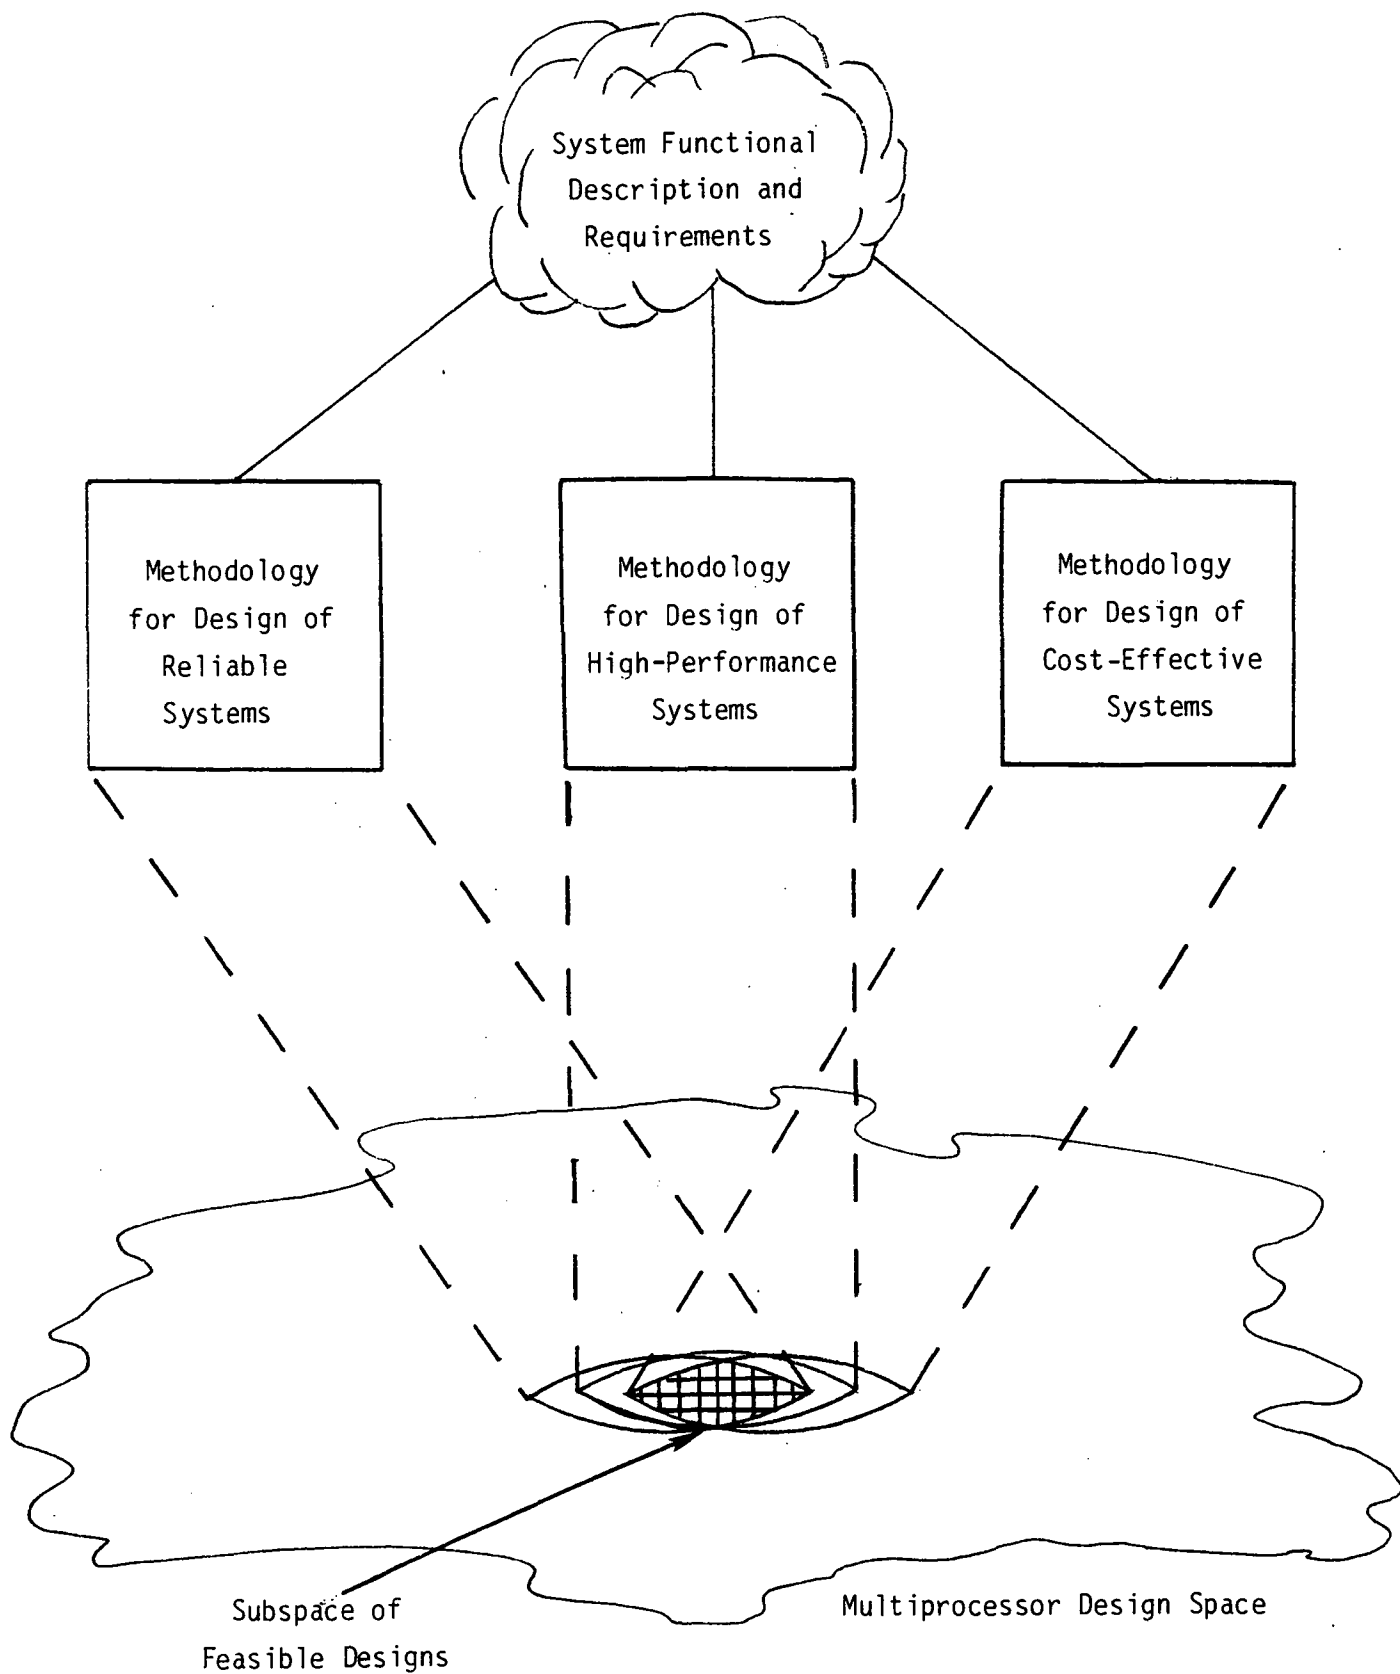 System Functional
Description and
Requirements
Methodology
for Design of
Reliable
Systems
Methodology
for Design of
High-Performance
Systems
Methodology
for Design of
Cost-Effective
Systems
Subspace of
Feasible Designs
Multiprocessor Design Space